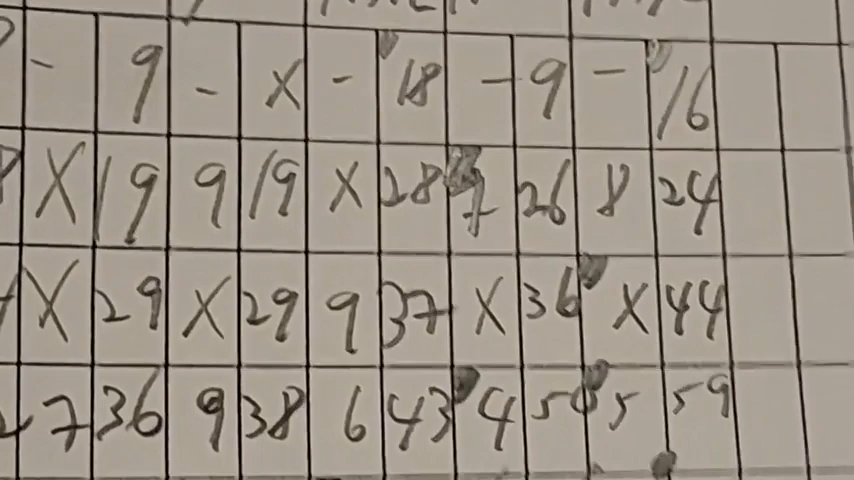 - 9 - X - 18 - 9 - 16
X 19 9 19 X 28 7 26 8 24
X 29 X 29 9 37 X 36 X 44
7 36 9 38 6 43 4 5 5 59